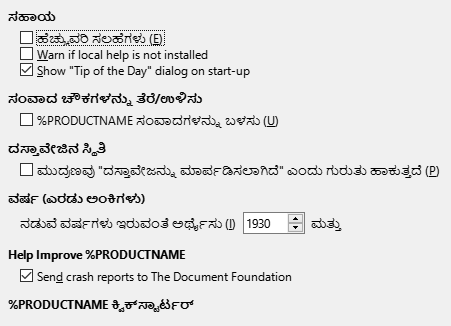 ಸಹಾಯ
ಹೆಚ್ಚುವರಿ ಸಲಹೆಗಳು (E)
Warn if local help is not installed
Show "Tip of the Day" dialog on start-up
ಸಂವಾದ ಚೌಕಗಳನ್ನು ತೆರೆ/ಉಳಿಸು
%PRODUCTNAME ಸಂವಾದಗಳನ್ನು ಬಳಸು (U)
ದಸ್ತಾವೇಜಿನ ಸ್ಥಿತಿ
ಮುದ್ರಣವು "ದಸ್ತಾವೇಜನ್ನು ಮಾರ್ಪಡಿಸಲಾಗಿದೆ" ಎಂದು ಗುರುತು ಹಾಕುತ್ತದೆ (P)
ವರ್ಷ (ಎರಡು ಅಂಕಿಗಳು)
ನಡುವೆ ವರ್ಷಗಳು ಇರುವಂತೆ ಅರ್ಥೈಸು (I) 1930 ಮತ್ತು
Help Improve %PRODUCTNAME
Send crash reports to The Document Foundation
%PRODUCTNAME ಕ್ವಿಕ್‌ಸ್ಟಾರ್ಟರ್